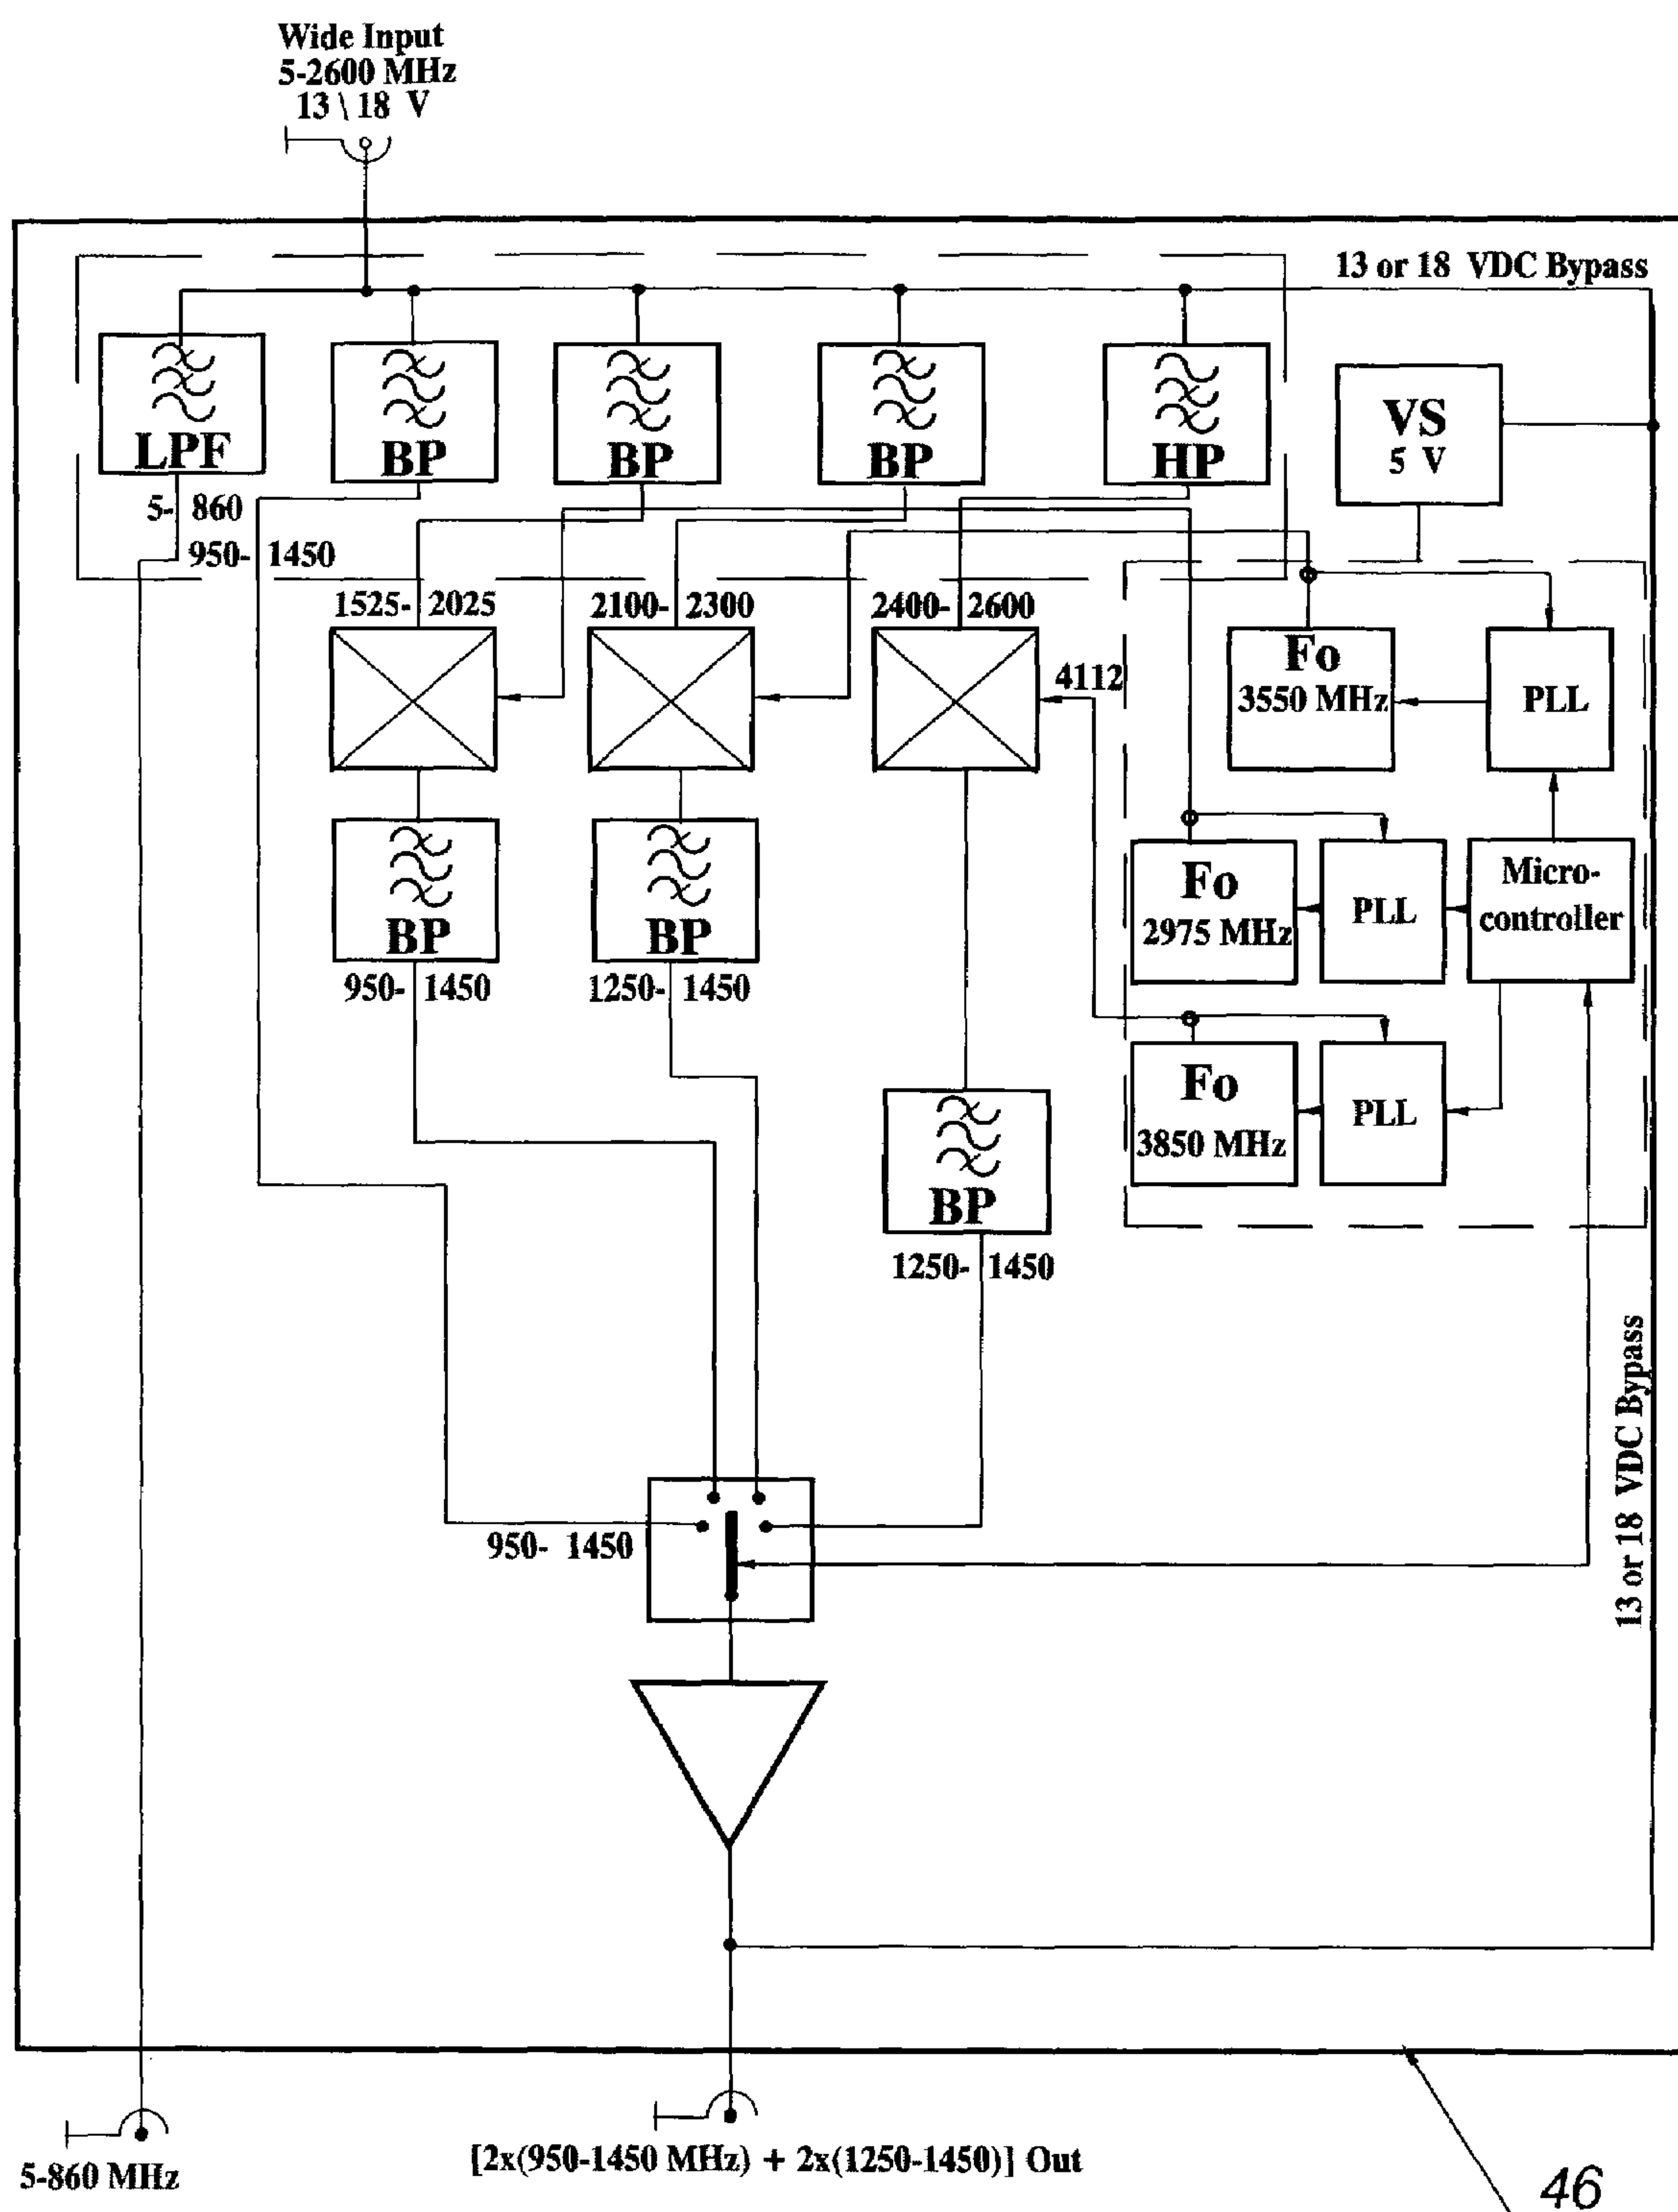 Wide Input
5-2600 MHz
13 \ 18 V
13 or 18 VDC Bypass
LPF
BP
BP
BP
HP
VS
5 V
5- 860
950- 1450
1525- 2025
2100- 2300
2400- 2600
4112
Fo
3550 MHz
PLL
Fo
2975 MHz
PLL
Micro-
controller
BP
BP
950- 1450
1250- 1450
Fo
3850 MHz
PLL
BP
1250- 1450
13 or 18 VDC Bypass
950- 1450
[2x(950-1450 MHz) + 2x(1250-1450)] Out
5-860 MHz
46